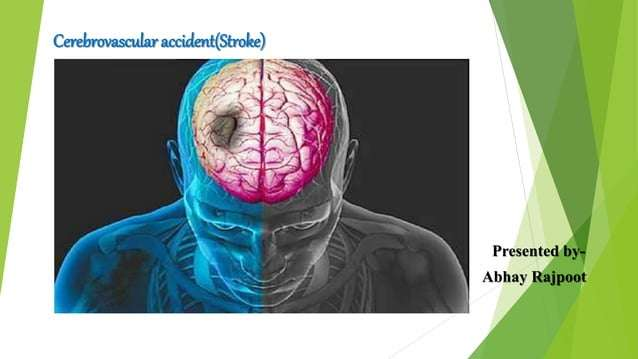 Cerebrovascular accident(Stroke)
Presented by-
Abhay Rajpoot